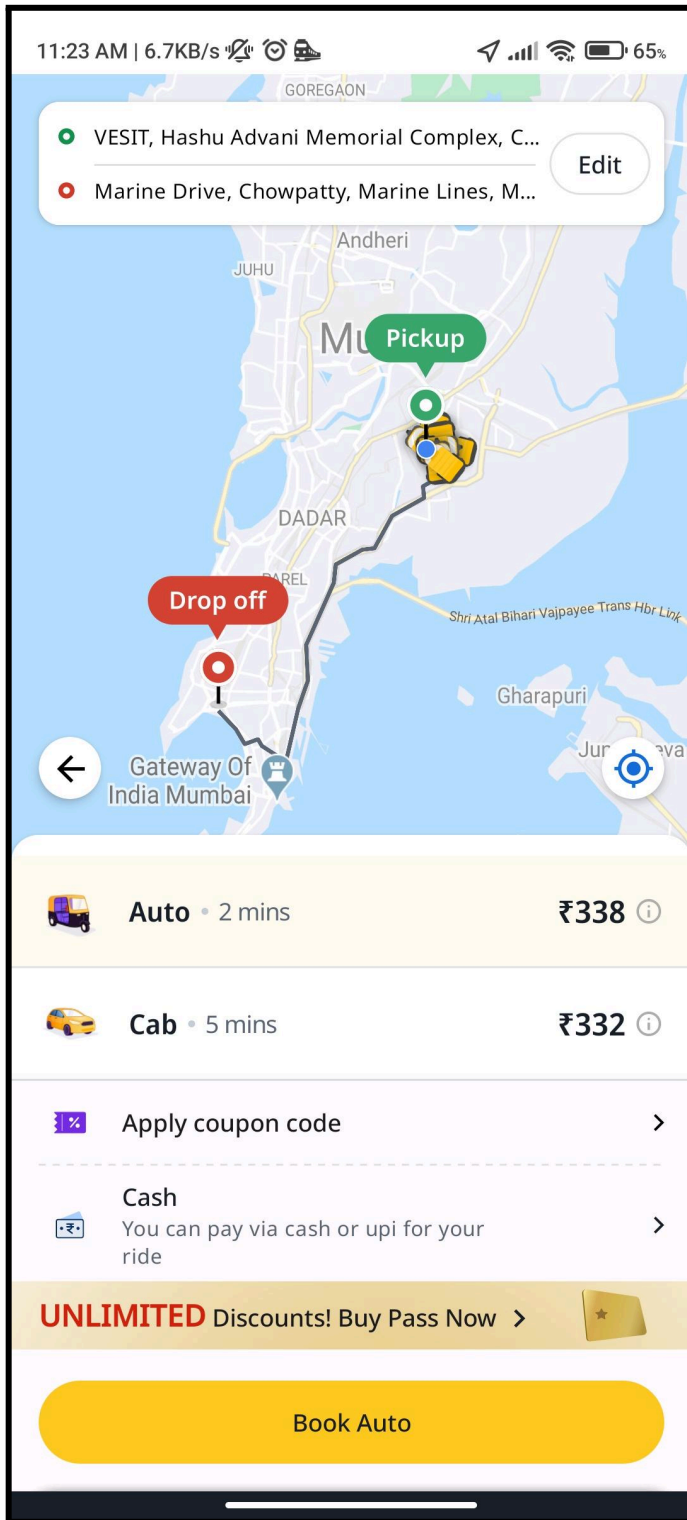 11:23 AM | 6.7KB/s 65%
GOREGAON
VESIT, Hashu Advani Memorial Complex, C...
Edit
Marine Drive, Chowpatty, Marine Lines, M...
Andheri
JUHU
Pickup
DADAR
Drop off
Shri Atal Bihari Vajpayee Trans Hbr Link
Gharapuri
Gateway Of
India Mumbai
Auto • 2 mins ₹338
Cab • 5 mins ₹332
Apply coupon code
Cash
You can pay via cash or upi for your
ride
UNLIMITED Discounts! Buy Pass Now
Book Auto